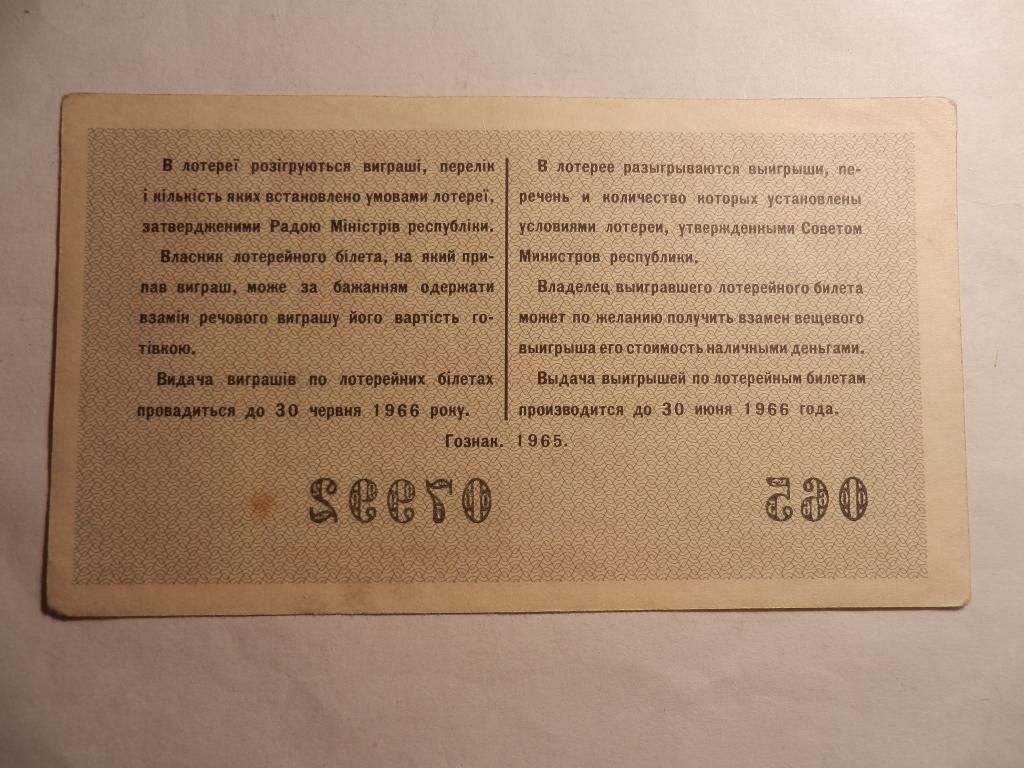 В лотереї розігруються виграші, перелік
і кількість яких встановлено умовами лотереї,
затвердженими Радою Міністрів республіки.
Власник лотерейного білета, на який при-
пав виграш, може за бажанням одержати
взамін речового виграшу його вартість го-
тівкою.
Видача виграшів по лотерейних білетах
провадиться до 30 червня 1966 року.
В лотерее разыгрываются выигрыши, пе-
речень и количество которых установлены
условиями лотереи, утвержденными Советом
Министров республики.
Владелец выигравшего лотерейного билета
может по желанию получить взамен вещевого
выигрыша его стоимость наличными деньгами.
Выдача выигрышей по лотерейным билетам
производится до 30 июня 1966 года.
Гознак. 1965.
07992
065